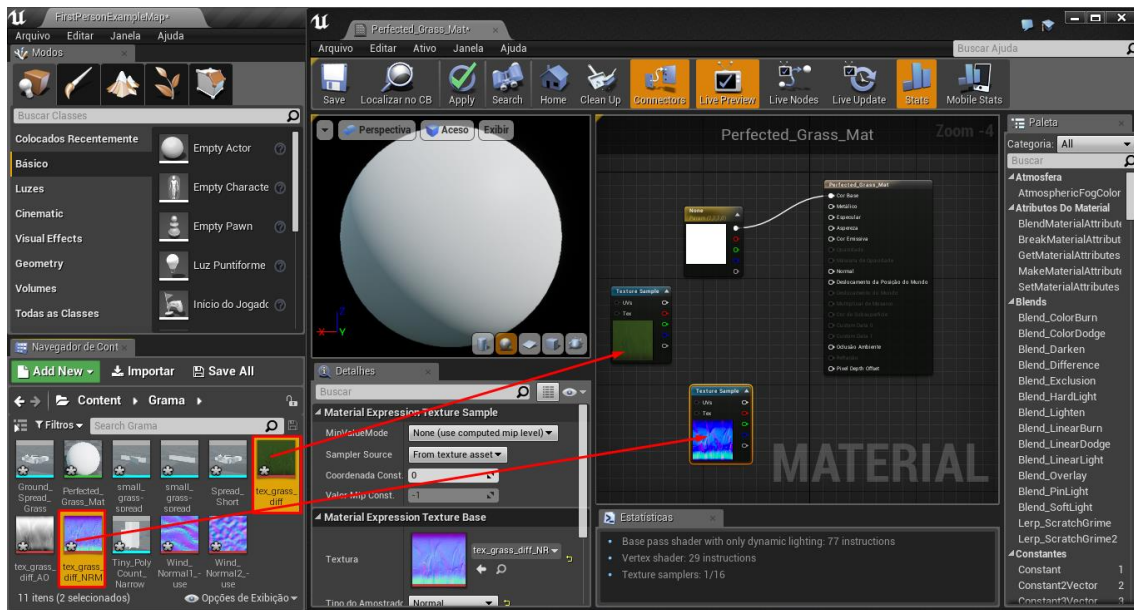 FirstPersonExampleMap*
Arquivo Editar Janela Ajuda
Modos
Buscar Classes
Colocados Recentemente
Básico
Luzes
Cinematic
Visual Effects
Geometry
Volumes
Todas as Classes
Empty Actor
Empty Characte
Empty Pawn
Luz Puntiforme
Início do Jogadc
Navegador de Cont
Add New Importar Save All
Content Grama
Filtros Search Grama
Ground_Spread_Grass
Perfected_Grass_Mat
small_grass-spread
small_grass-spread
Spread_Short
tex_grass_diff
tex_grass_diff_AO
tex_grass_diff_NRM
Tiny_Poly Count_Narrow
Wind_Normal1_-use
Wind_Normal2_-use
11 itens (2 selecionados) Opções de Exibição
Perfected_Grass_Mat*
Arquivo Editar Ativo Janela Ajuda
Buscar Ajuda
Save Localizar no CB Apply Search Home Clean Up Connectors Live Preview Live Nodes Live Update Stats Mobile Stats
Perspectiva Aceso Exibir
Z
X
Y
Detalhes
Buscar
Material Expression Texture Sample
MipValueMode None (use computed mip level)
Sampler Source From texture asset
Coordenada Const. 0
Valor Mip Const. -1
Material Expression Texture Base
Textura tex_grass_diff_NR
Tipo do Amostrador Normal
Perfected_Grass_Mat Zoom -4
None
Texture Sample
UVs
Tex
Texture Sample
UVs
Tex
Perfected_Grass_Mat
Cor Base
Metálico
Especular
Aspereza
Cor Emissiva
Normal
Deslocamento da Posição do Mundo
Oclusão Ambiente
Refração
Pixel Depth Offset
MATERIAL
Estatísticas
Base pass shader with only dynamic lighting: 77 instructions
Vertex shader: 29 instructions
Texture samplers: 1/16
Paleta
Categoria: All
Buscar
Atmosfera
AtmosphericFogColor
Atributos Do Material
BlendMaterialAttribute
BreakMaterialAttribut
GetMaterialAttributes
MakeMaterialAttribute
SetMaterialAttributes
Blends
Blend_ColorBurn
Blend_ColorDodge
Blend_Darken
Blend_Difference
Blend_Exclusion
Blend_HardLight
Blend_Lighten
Blend_LinearBurn
Blend_LinearDodge
Blend_LinearLight
Blend_Overlay
Blend_PinLight
Blend_SoftLight
Lerp_ScratchGrime
Lerp_ScratchGrime2
Constantes
Constant 1
Constant2Vector 2
Constant3Vector 3